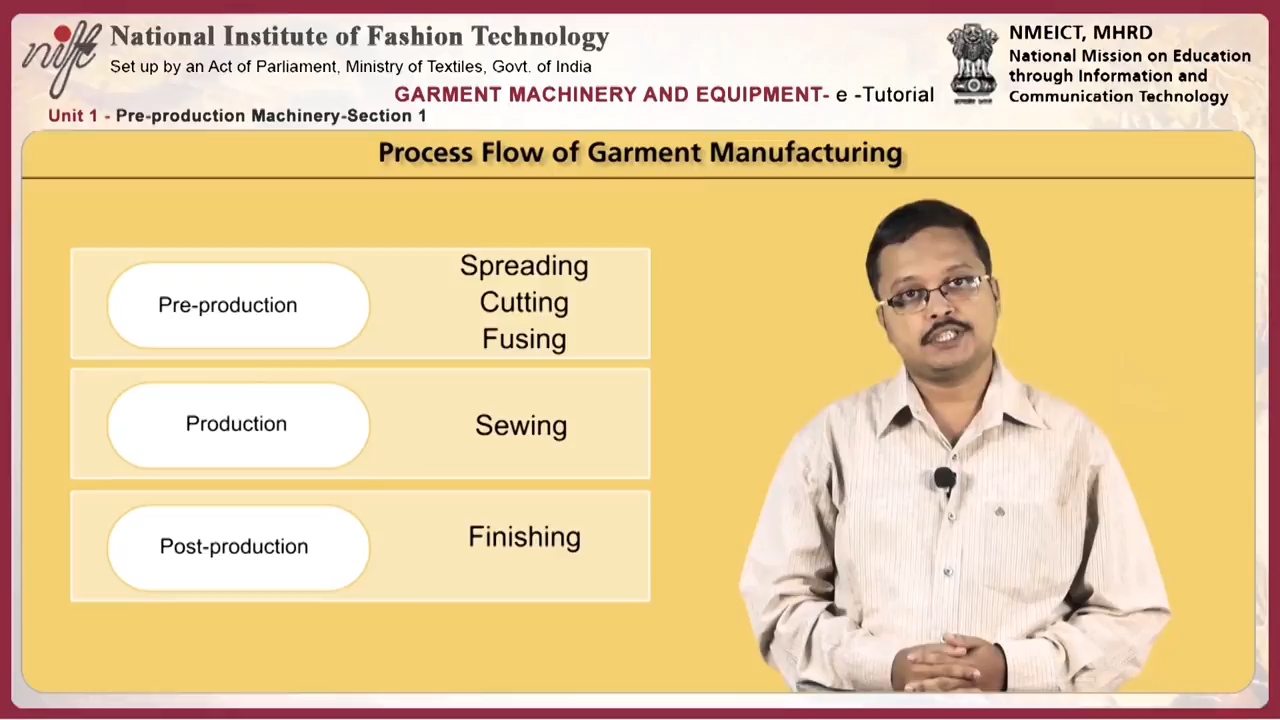 nift
National Institute of Fashion Technology
Set up by an Act of Parliament, Ministry of Textiles, Govt. of India
NMEICT, MHRD
National Mission on Education
through Information and
Communication Technology
GARMENT MACHINERY AND EQUIPMENT- e -Tutorial
Unit 1 - Pre-production Machinery-Section 1
Process Flow of Garment Manufacturing
Pre-production
Spreading
Cutting
Fusing
Production
Sewing
Post-production
Finishing